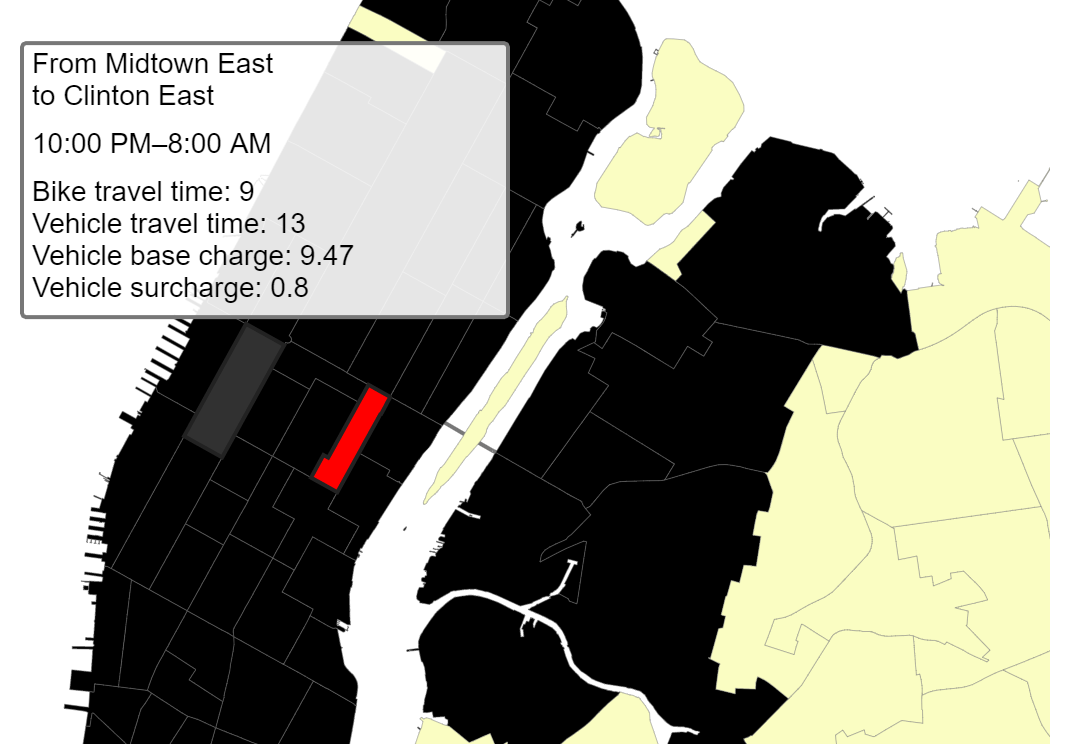 From Midtown East
to Clinton East
10:00 PM–8:00 AM
Bike travel time: 9
Vehicle travel time: 13
Vehicle base charge: 9.47
Vehicle surcharge: 0.8